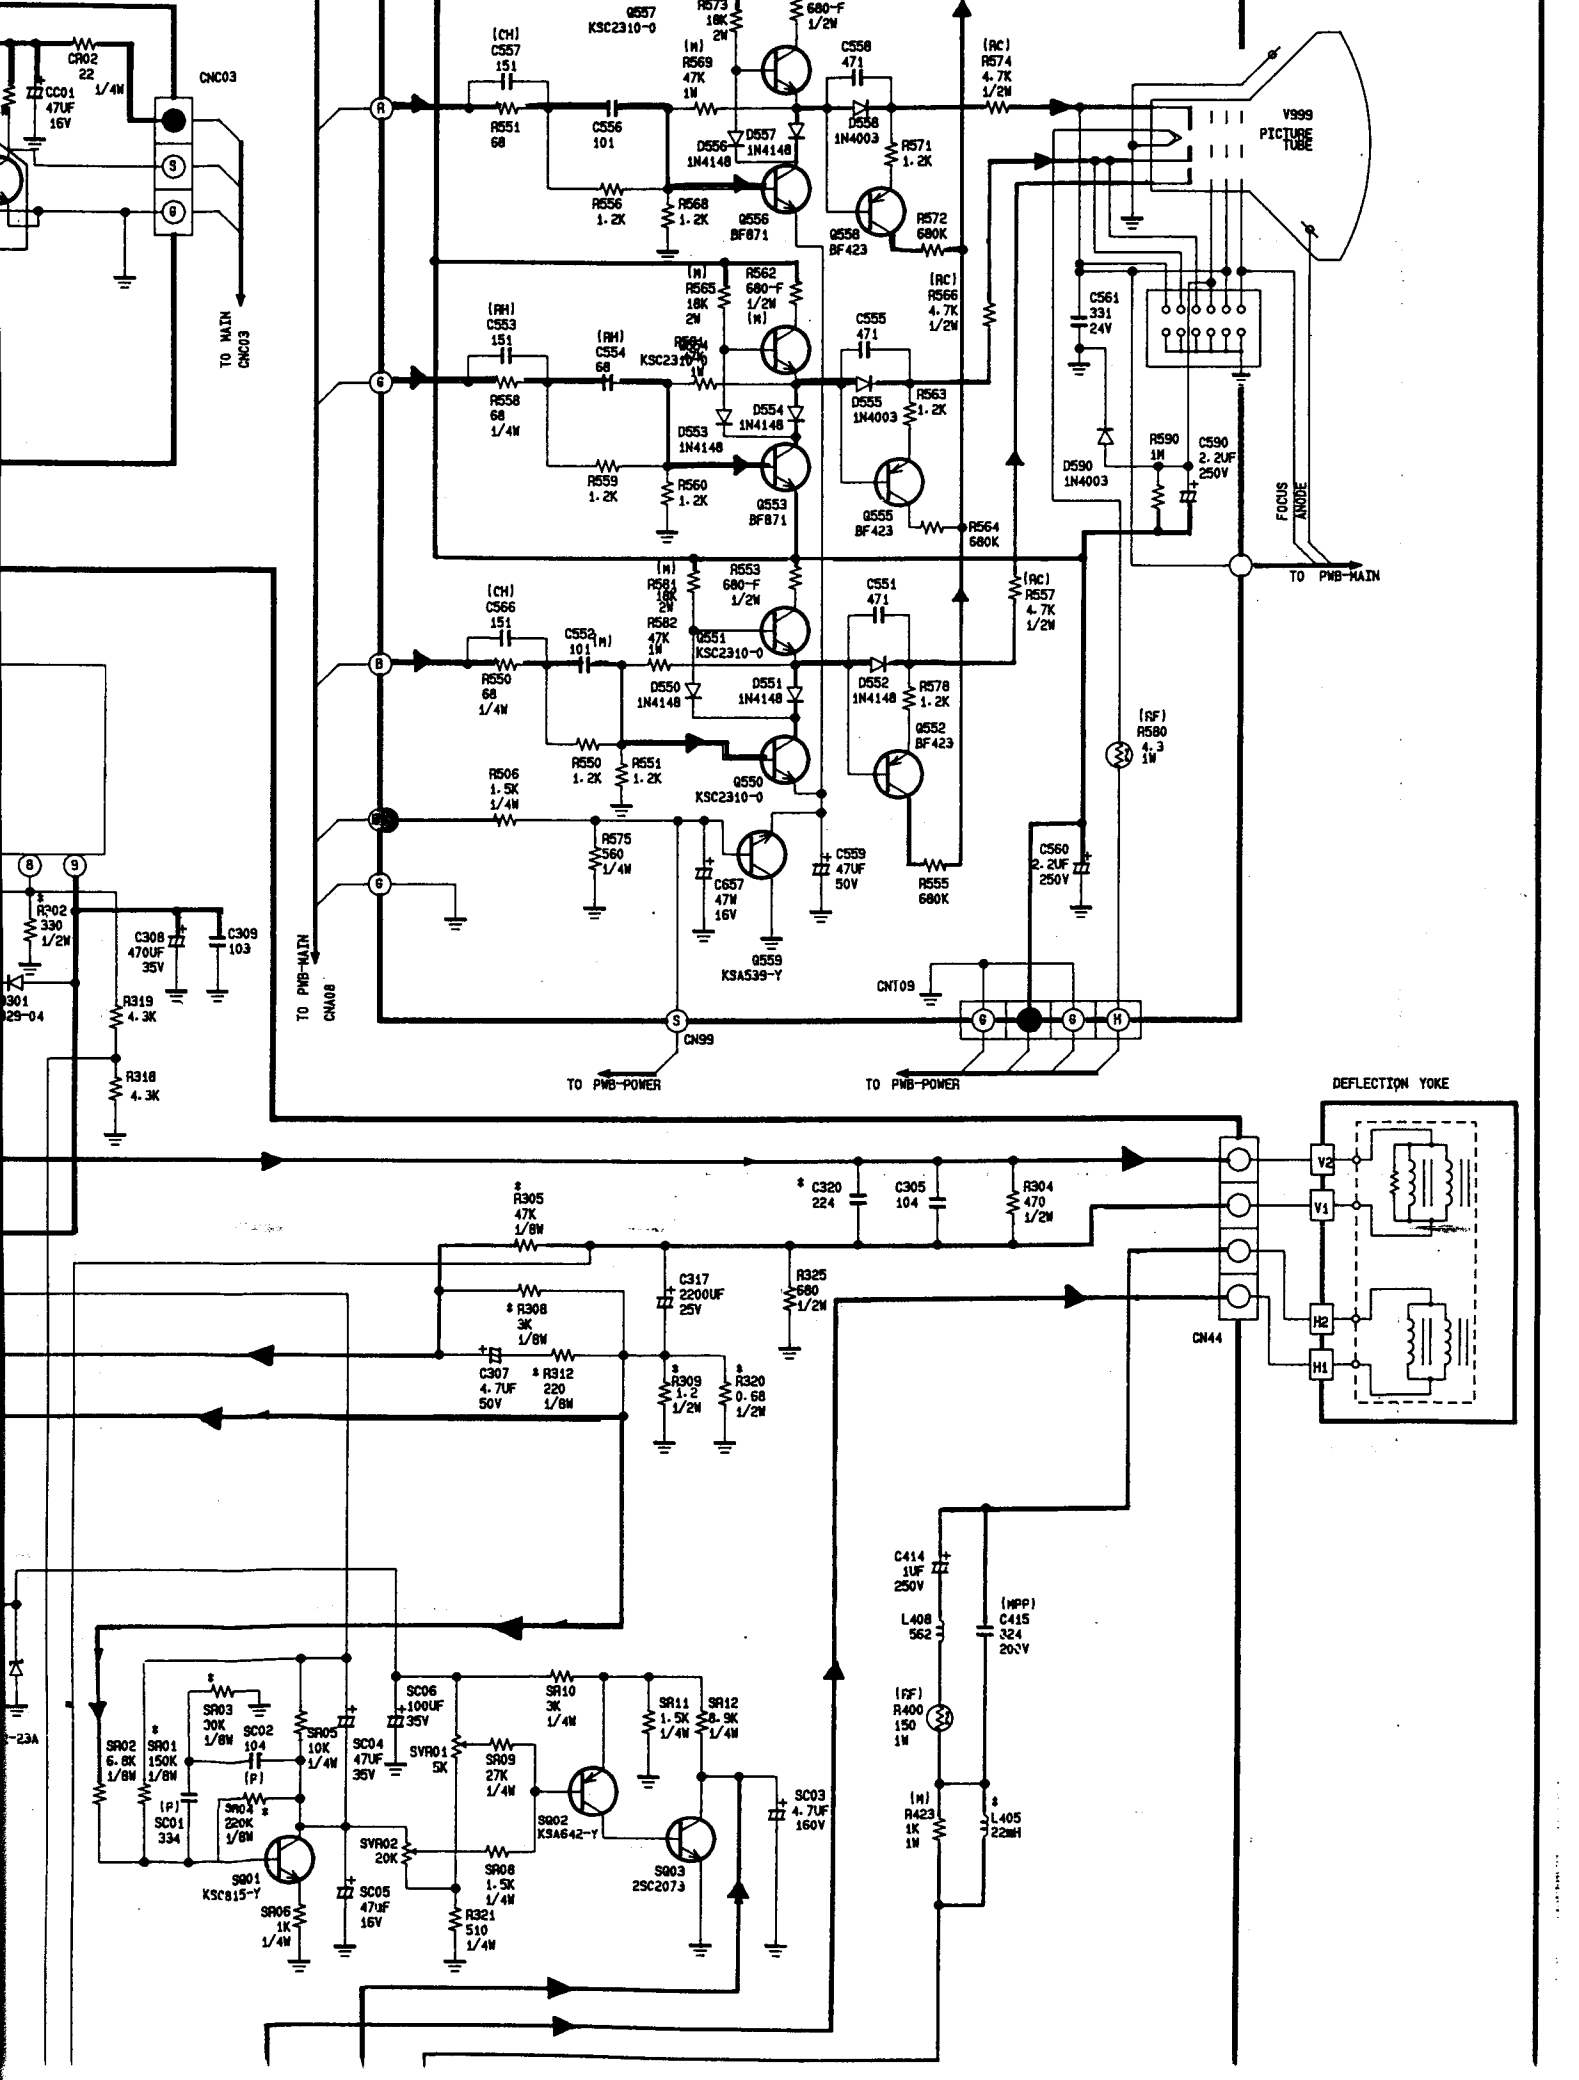 Q557
KSC2310-O
R573
18K
2W
680-F
1/2W
CR02
22
1/4W
CC01
47UF
16V
CNC03
S
G
TO MAIN
CNC03
(CH)
C557
151
R
R551
68
C556
101
(M)
R569
47K
1W
D556
1N4148
D557
1N4148
C558
471
D558
1N4003
(RC)
R574
4.7K
1/2W
R571
1.2K
V999
PICTURE
TUBE
R556
1.2K
R568
1.2K
Q556
BF871
Q558
BF423
R572
680K
(M)
R565
18K
2W
R562
680-F
1/2W
(M)
(RC)
R566
4.7K
1/2W
C561
331
24V
(RH)
C553
151
(RH)
C554
68
KSC2310-O
47K
1W
C555
471
G
R558
68
1/4W
D553
1N4148
D554
1N4148
D555
1N4003
R563
1.2K
R559
1.2K
R560
1.2K
Q553
BF871
Q555
BF423
R564
680K
D590
1N4003
R590
1M
C590
2.2UF
250V
FOCUS
ANODE
TO PWB-MAIN
(CH)
C566
151
C552
101
(M)
(M)
R581
18K
2W
R582
47K
1W
R553
680-F
1/2W
Q551
KSC2310-O
C551
471
(RC)
R557
4.7K
1/2W
B
R550
68
1/4W
D550
1N4148
D551
1N4148
D552
1N4148
R578
1.2K
Q552
BF423
(RF)
R580
4.3
1W
R550
1.2K
R551
1.2K
Q550
KSC2310-O
R506
1.5K
1/4W
R575
560
1/4W
C657
47W
16V
C559
47UF
50V
R555
680K
C560
2.2UF
250V
G
Q559
KSA539-Y
TO PWB-MAIN
CNA08
8
9
*
R302
330
1/2W
C308
470UF
35V
C309
103
D301
R319
4.3K
R318
4.3K
S
CN99
TO PWB-POWER
CNT09
G
G
H
TO PWB-POWER
DEFLECTION YOKE
V2
V1
H2
H1
CN44
*
R305
47K
1/8W
* C320
224
C305
104
R304
470
1/2W
C317
2200UF
25V
R325
680
1/2W
* R308
3K
1/8W
C307
4.7UF
50V
* R312
220
1/8W
*
R309
1.2
1/2W
*
R320
0.68
1/2W
C414
1UF
250V
L408
562
(MPP)
C415
324
200V
(RF)
R400
150
1W
(M)
R423
1K
1W
*
L405
22mH
SR02
6.8K
1/8W
*
SR01
150K
1/8W
*
SR03
30K
1/8W
SC02
104
(P)
SR05
10K
1/4W
SC04
47UF
35V
SC06
100UF
35V
SVR01
5K
SR10
3K
1/4W
SR11
1.5K
1/4W
SR12
8.9K
1/4W
SR09
27K
1/4W
(P)
SC01
334
SR04 *
220K
1/8W
SQ01
KSC815-Y
SR06
1K
1/4W
SC05
47uF
16V
SVR02
20K
SR08
1.5K
1/4W
R321
510
1/4W
SQ02
KSA642-Y
SQ03
2SC2073
SC03
4.7UF
160V